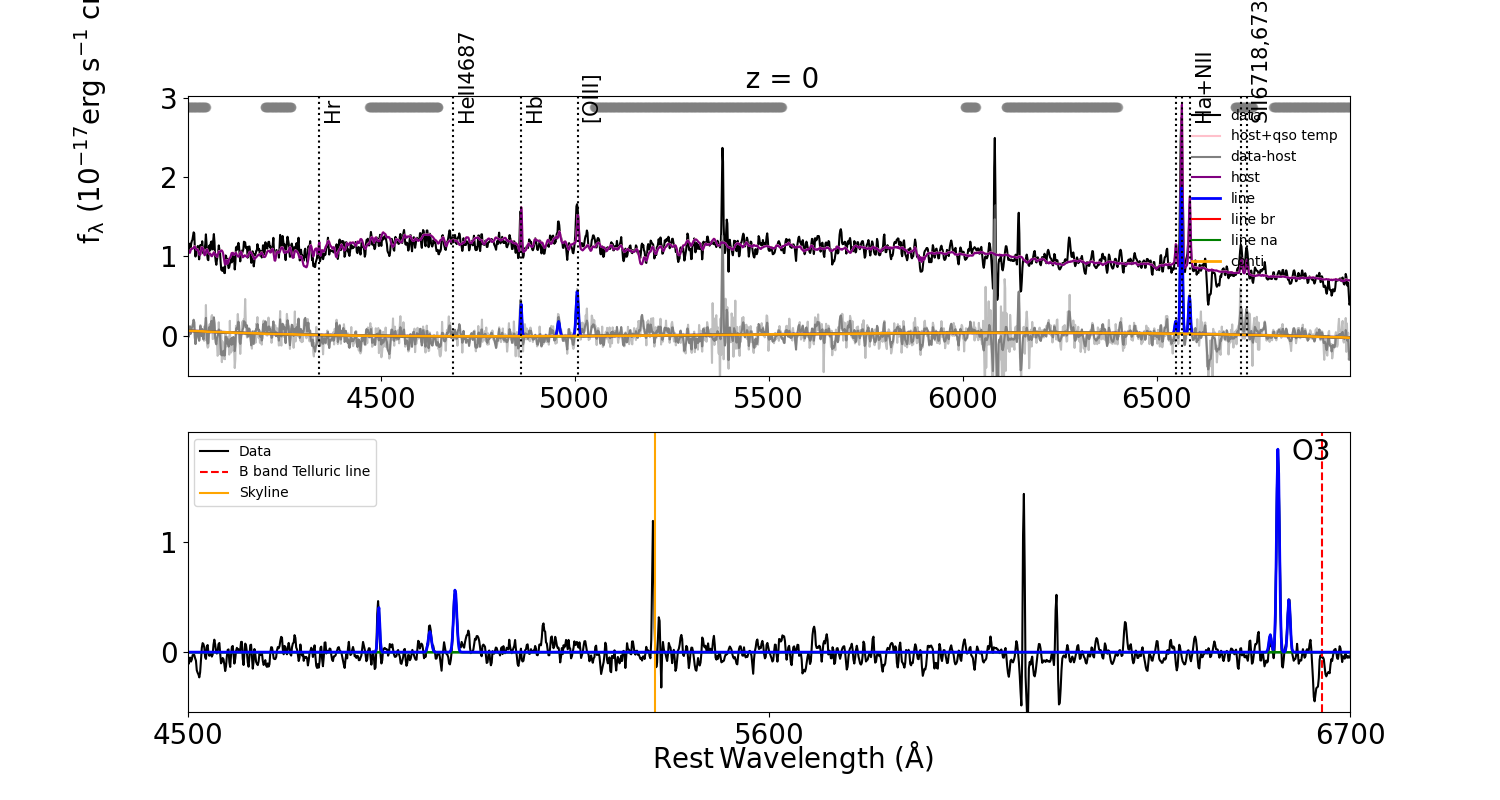 z = 0
f_λ (10^−17 erg s^−1 c
Hr
HeII4687
Hb
[OIII]
Ha+NII
SII6718,673
3
2
1
0
data
host+qso temp
data-host
host
line
line br
line na
conti
4500
5000
5500
6000
6500
Data
B band Telluric line
Skyline
O3
1
0
4500
5600
6700
Rest Wavelength (Å)